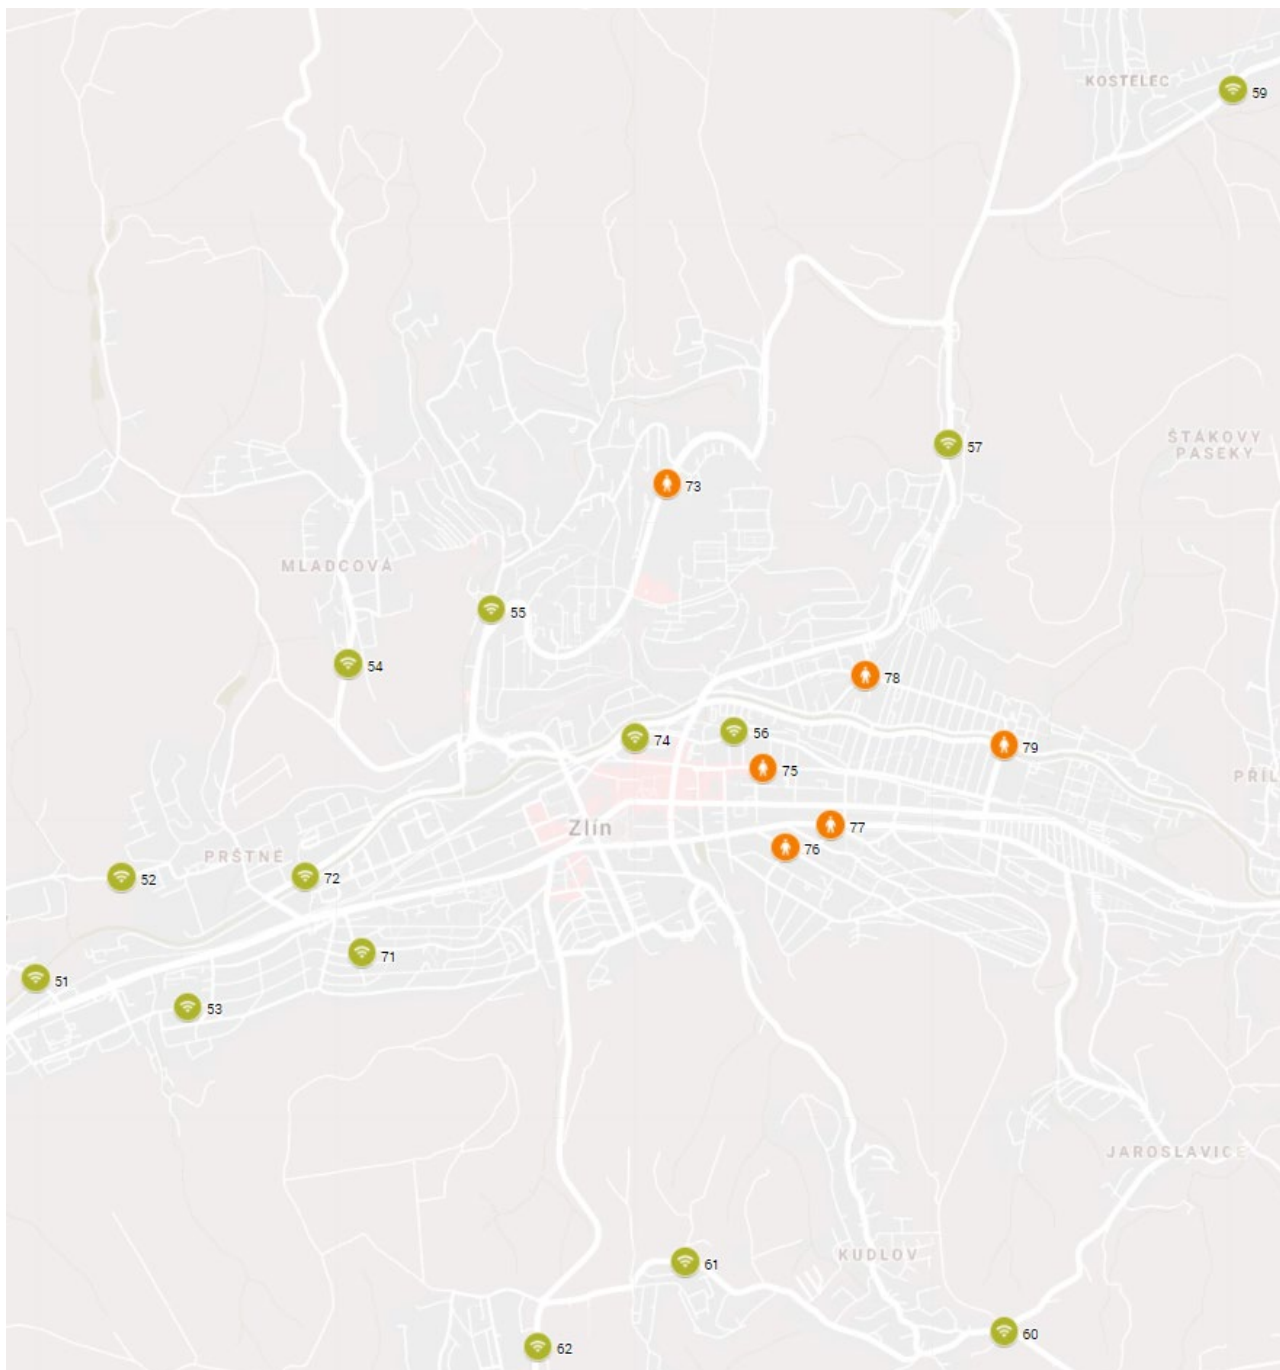 KOSTELEC
59
ŠTÁKOVY
PASEKY
57
73
MLADCOVÁ
55
54
78
74
56
79
75
PŘÍL
Zlín
77
76
PRŠTNÉ
52
72
71
51
53
JAROSLAVICE
KUDLOV
61
60
62